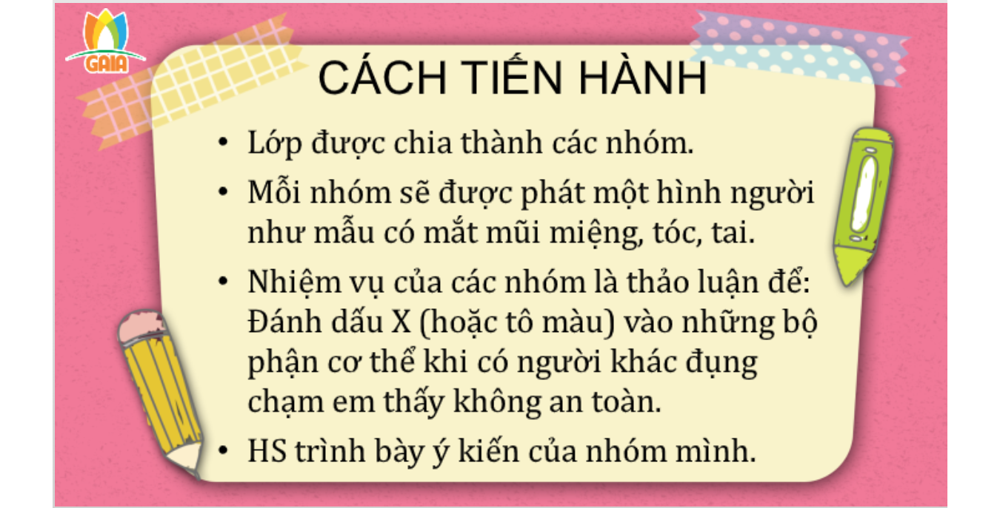 GAIA
CÁCH TIẾN HÀNH
• Lớp được chia thành các nhóm.
• Mỗi nhóm sẽ được phát một hình người
như mẫu có mắt mũi miệng, tóc, tai.
• Nhiệm vụ của các nhóm là thảo luận để:
Đánh dấu X (hoặc tô màu) vào những bộ
phận cơ thể khi có người khác đụng
chạm em thấy không an toàn.
• HS trình bày ý kiến của nhóm mình.